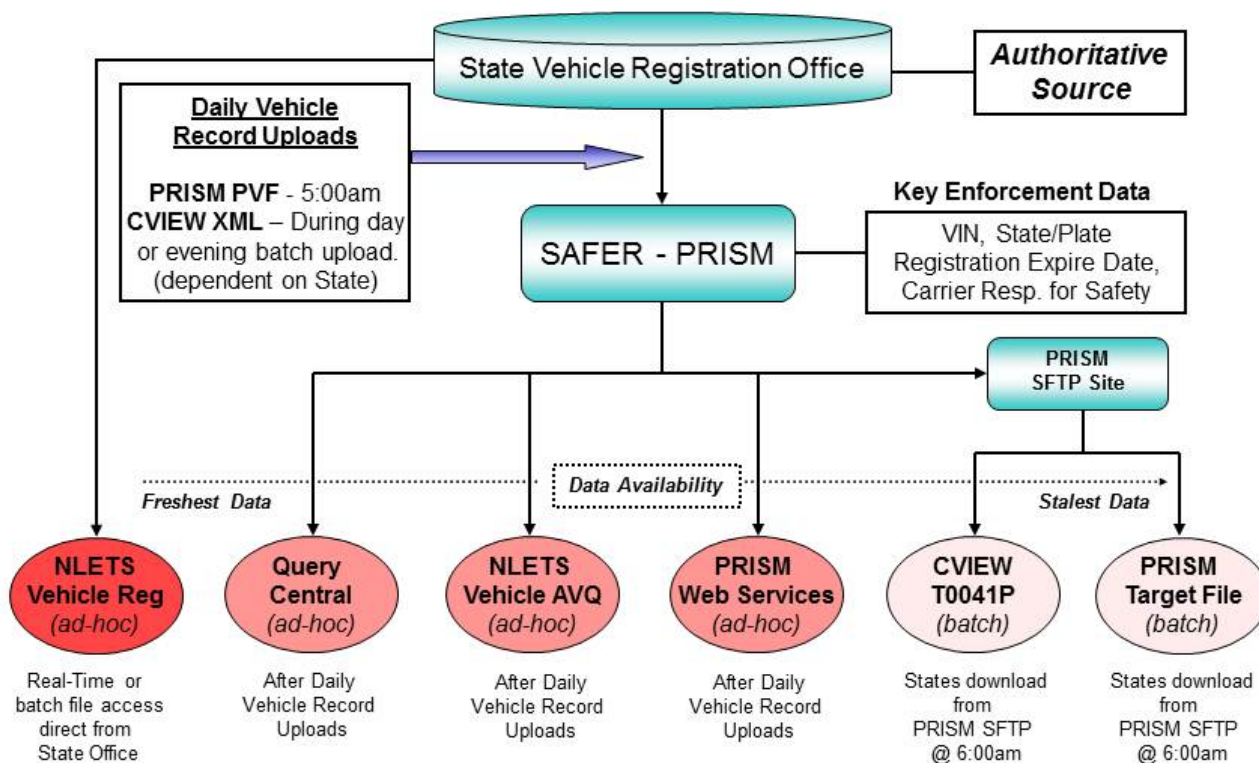 State Vehicle Registration Office
Authoritative
Source
Daily Vehicle
Record Uploads
PRISM PVF - 5:00am
CVIEW XML – During day
or evening batch upload.
(dependent on State)
SAFER - PRISM
Key Enforcement Data
VIN, State/Plate
Registration Expire Date,
Carrier Resp. for Safety
PRISM
SFTP Site
Freshest Data
Data Availability
Stalest Data
NLETS
Vehicle Reg
(ad-hoc)
Query
Central
(ad-hoc)
NLETS
Vehicle AVQ
(ad-hoc)
PRISM
Web Services
(ad-hoc)
CVIEW
T0041P
(batch)
PRISM
Target File
(batch)
Real-Time or
batch file access
direct from
State Office
After Daily
Vehicle Record
Uploads
After Daily
Vehicle Record
Uploads
After Daily
Vehicle Record
Uploads
States download
from
PRISM SFTP
@ 6:00am
States download
from
PRISM SFTP
@ 6:00am